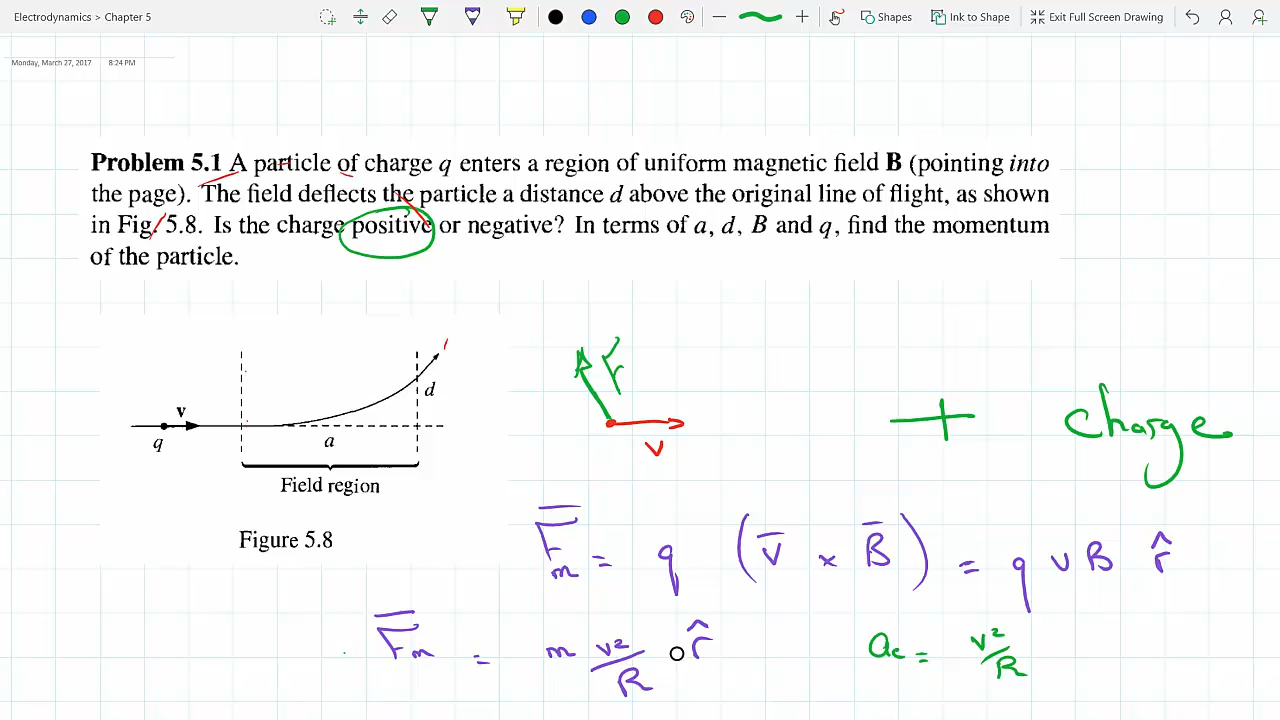 Electrodynamics > Chapter 5
Shapes
Ink to Shape
Exit Full Screen Drawing
Monday, March 27, 2017 8:24 PM
Problem 5.1 A particle of charge q enters a region of uniform magnetic field B (pointing into
the page). The field deflects the particle a distance d above the original line of flight, as shown
in Fig. 5.8. Is the charge positive or negative? In terms of a, d, B and q, find the momentum
of the particle.
v
q
a
d
Field region
Figure 5.8
F
v
+ charge
F̅m = q (v̅ × B̅) = q v B r̂
F̅m = m v²/R r̂
ac = v²/R